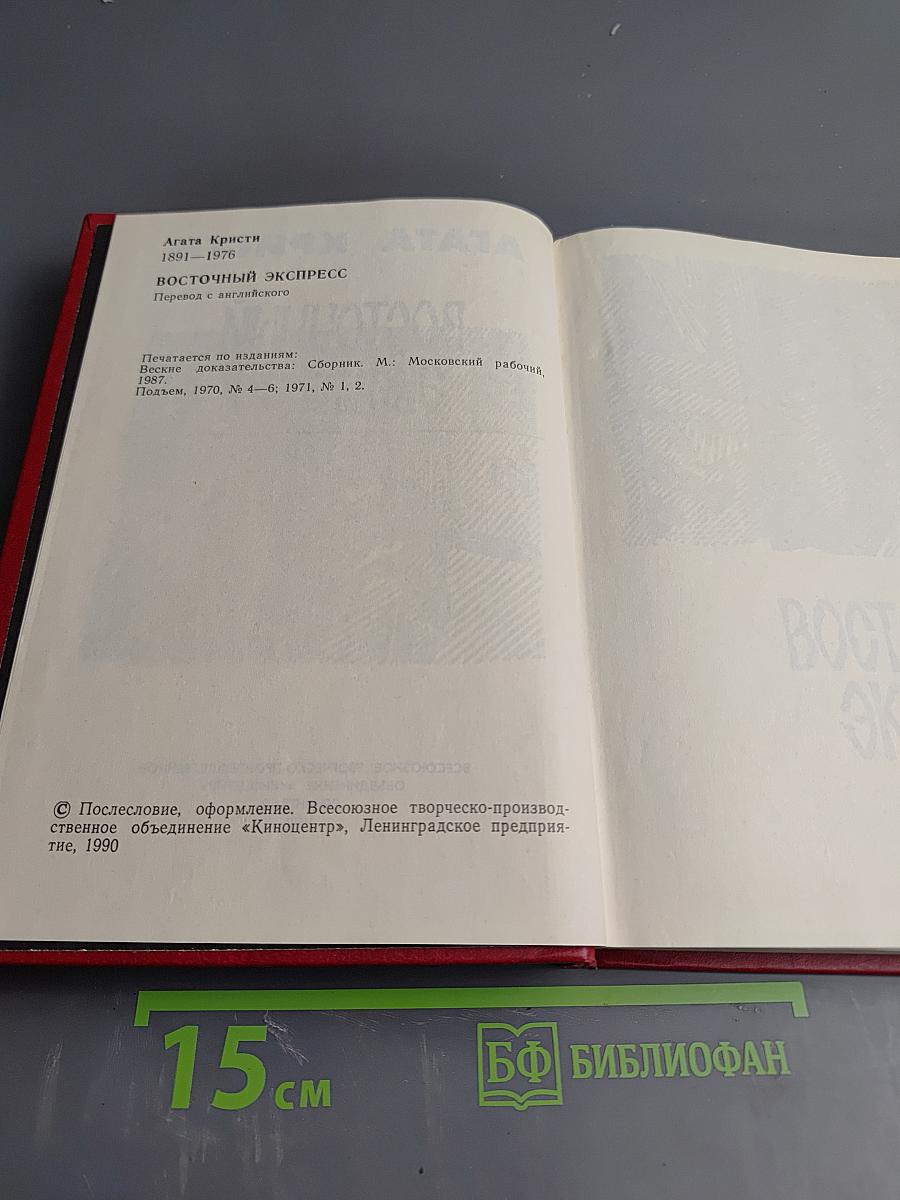 Агата Кристи
1891—1976
ВОСТОЧНЫЙ ЭКСПРЕСС
Перевод с английского
Печатается по изданиям:
Веские доказательства: Сборник. М.: Московский рабочий,
1987.
Подъем, 1970, № 4—6; 1971, № 1, 2.
© Послесловие, оформление. Всесоюзное творческо-производ-
ственное объединение «Киноцентр», Ленинградское предприя-
тие, 1990
15 см
БФ БИБЛИОФАН